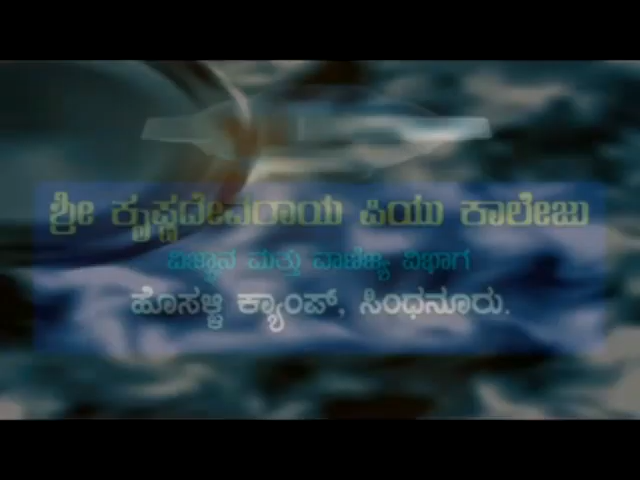 ಶ್ರೀ ಕೃಷ್ಣದೇವರಾಯ ಪಿಯು ಕಾಲೇಜು
ವಿಜ್ಞಾನ ಮತ್ತು ವಾಣಿಜ್ಯ ವಿಭಾಗ
ಹೊಸಳ್ಳಿ ಕ್ಯಾಂಪ್, ಸಿಂಧನೂರು.